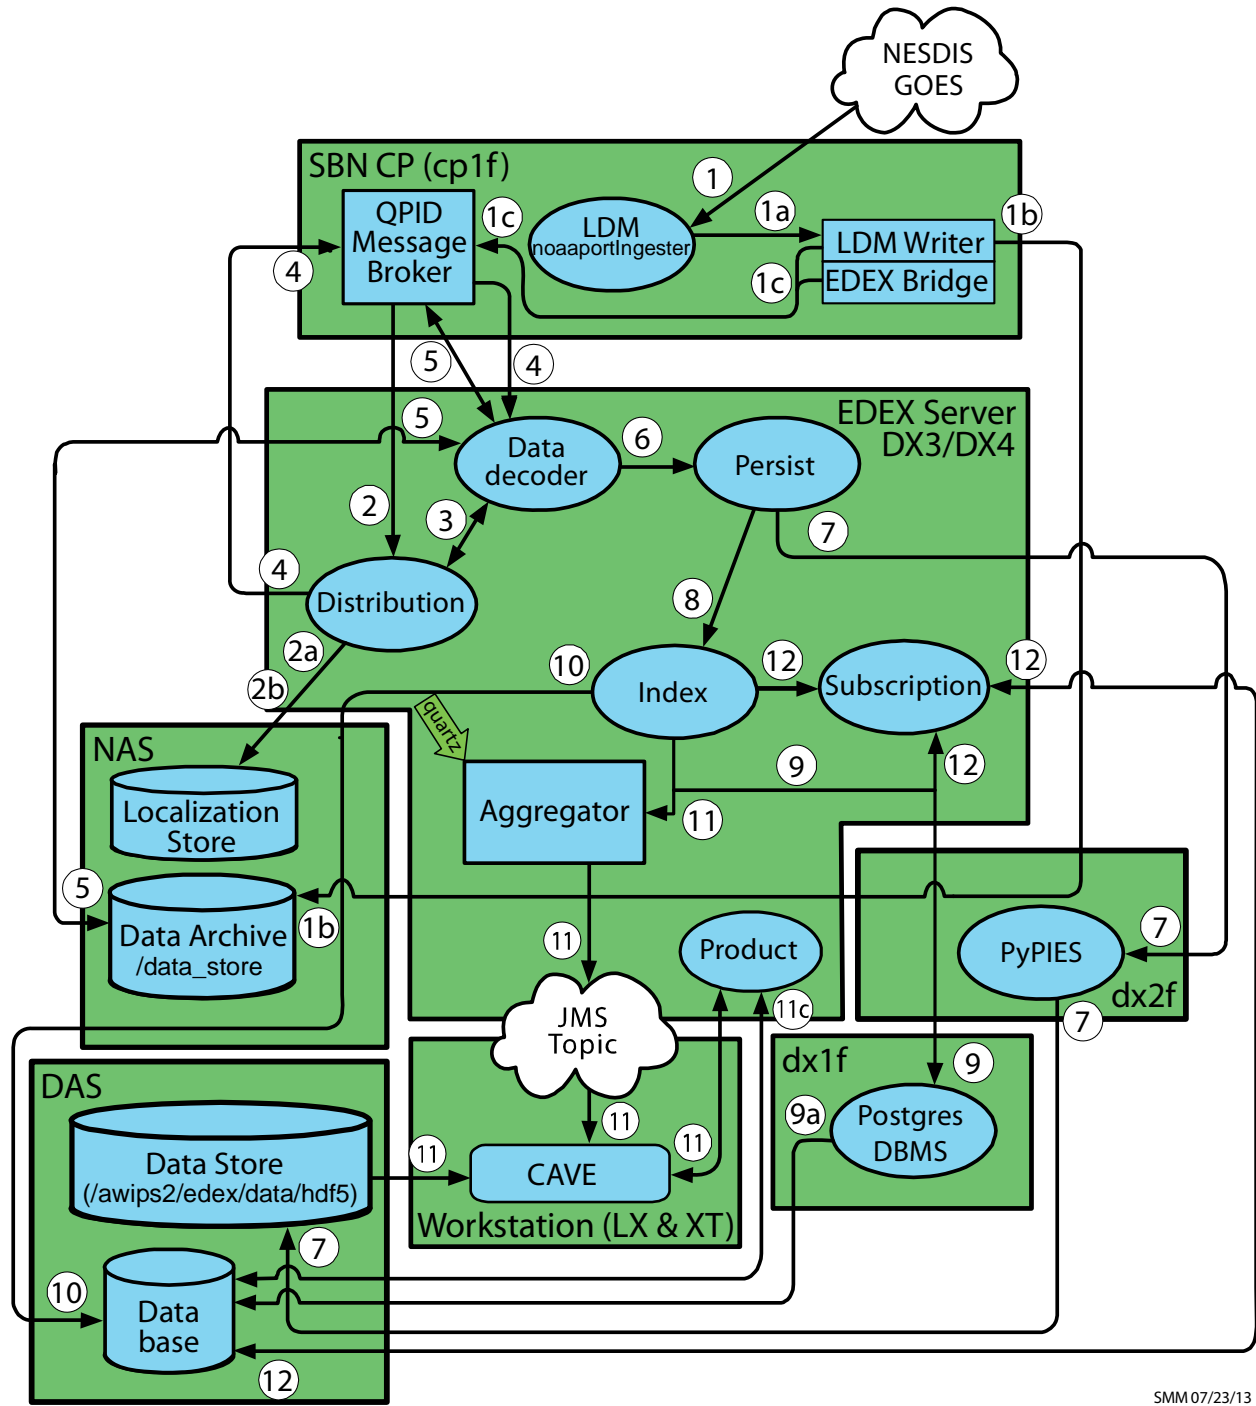 NESDIS
GOES
SBN CP (cp1f)
1
QPID
Message
Broker
1c
LDM
noaaportIngester
1a
1b
LDM Writer
EDEX Bridge
1c
4
5
4
EDEX Server
DX3/DX4
5
Data
decoder
6
Persist
2
3
7
4
Distribution
8
2a
2b
10
Index
12
Subscription
12
quartz
NAS
9
12
Localization
Store
Aggregator
11
5
Data Archive
/data_store
1b
11
Product
PyPIES
7
dx2f
11c
7
JMS
Topic
dx1f
9
DAS
9a
Postgres
DBMS
Data Store
(/awips2/edex/data/hdf5)
11
11
11
CAVE
Workstation (LX & XT)
7
10
Data
base
12
SMM 07/23/13